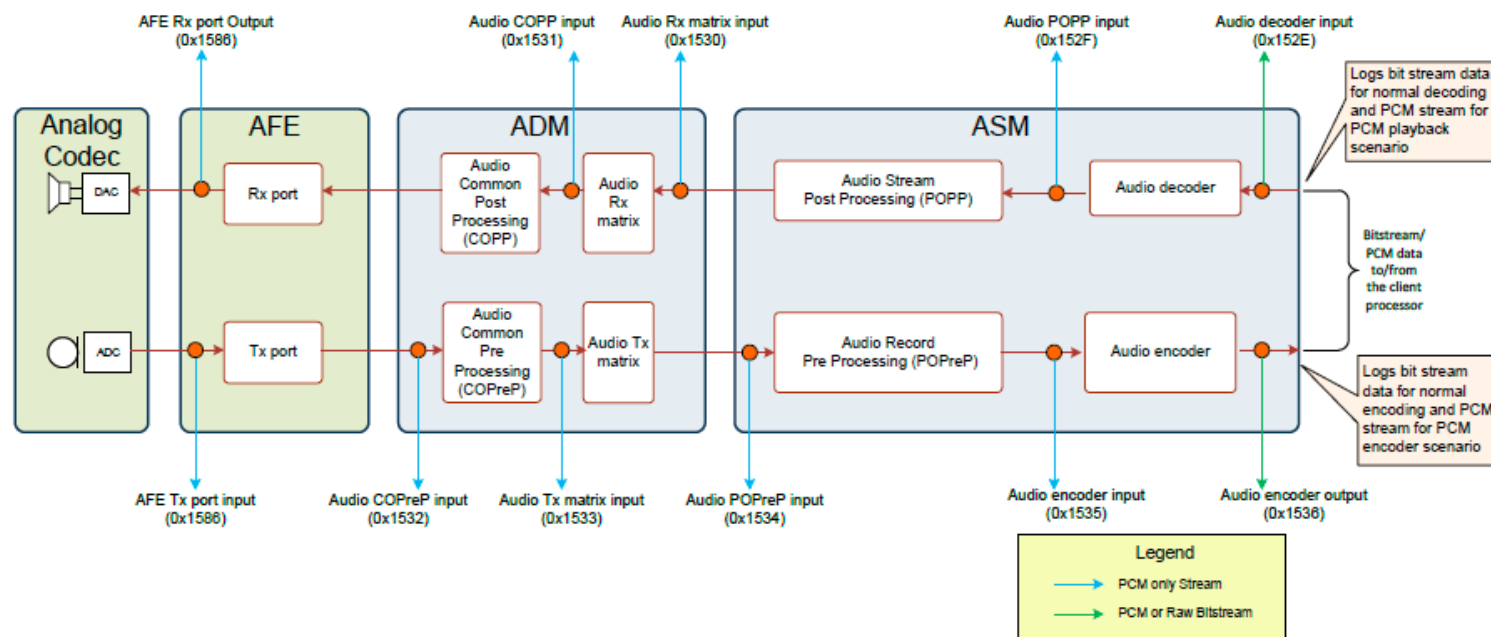 AFE Rx port Output
(0x1586)
Audio COPP input
(0x1531)
Audio Rx matrix input
(0x1530)
Audio POPP input
(0x152F)
Audio decoder input
(0x152E)
Logs bit stream data
for normal decoding
and PCM stream for
PCM playback
scenario
Analog
Codec
AFE
ADM
ASM
DAC
Rx port
Audio
Common
Post
Processing
(COPP)
Audio
Rx
matrix
Audio Stream
Post Processing (POPP)
Audio decoder
Bitstream/
PCM data
to/from
the client
processor
ADC
Tx port
Audio
Common
Pre
Processing
(COPreP)
Audio Tx
matrix
Audio Record
Pre Processing (POPreP)
Audio encoder
Logs bit stream
data for normal
encoding and PCM
stream for PCM
encoder scenario
AFE Tx port input
(0x1586)
Audio COPreP input
(0x1532)
Audio Tx matrix input
(0x1533)
Audio POPreP input
(0x1534)
Audio encoder input
(0x1535)
Audio encoder output
(0x1536)
Legend
PCM only Stream
PCM or Raw Bitstream